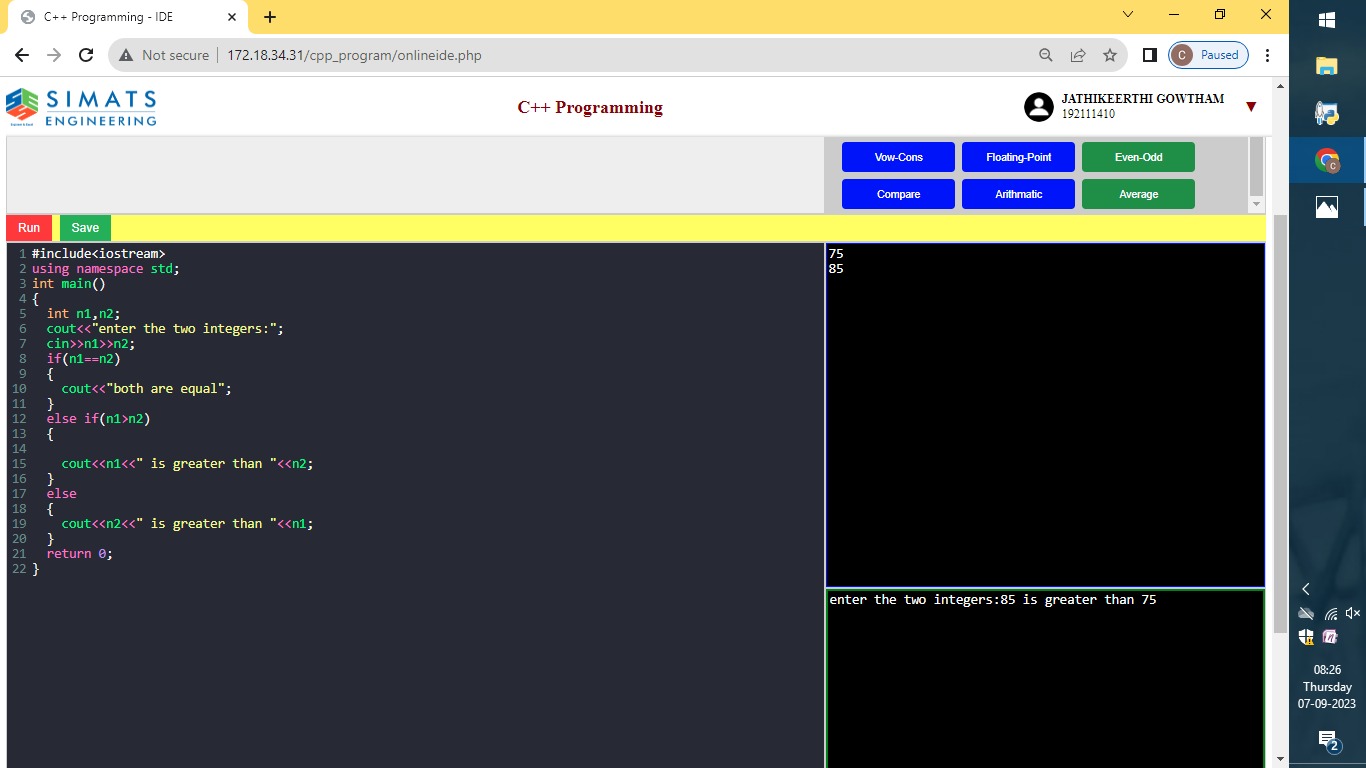 C++ Programming - IDE
Not secure
172.18.34.31/cpp_program/onlineide.php
C
Paused
SIMATS
ENGINEERING
C++ Programming
JATHIKEERTHI GOWTHAM
192111410
Vow-Cons
Floating-Point
Even-Odd
Compare
Arithmatic
Average
Run
Save
1 #include<iostream>
2 using namespace std;
3 int main()
4 {
5   int n1,n2;
6   cout<<"enter the two integers:";
7   cin>>n1>>n2;
8   if(n1==n2)
9   {
10     cout<<"both are equal";
11   }
12   else if(n1>n2)
13   {
14
15     cout<<n1<<" is greater than "<<n2;
16   }
17   else
18   {
19     cout<<n2<<" is greater than "<<n1;
20   }
21   return 0;
22 }
75
85
enter the two integers:85 is greater than 75
C
08:26
Thursday
07-09-2023
2